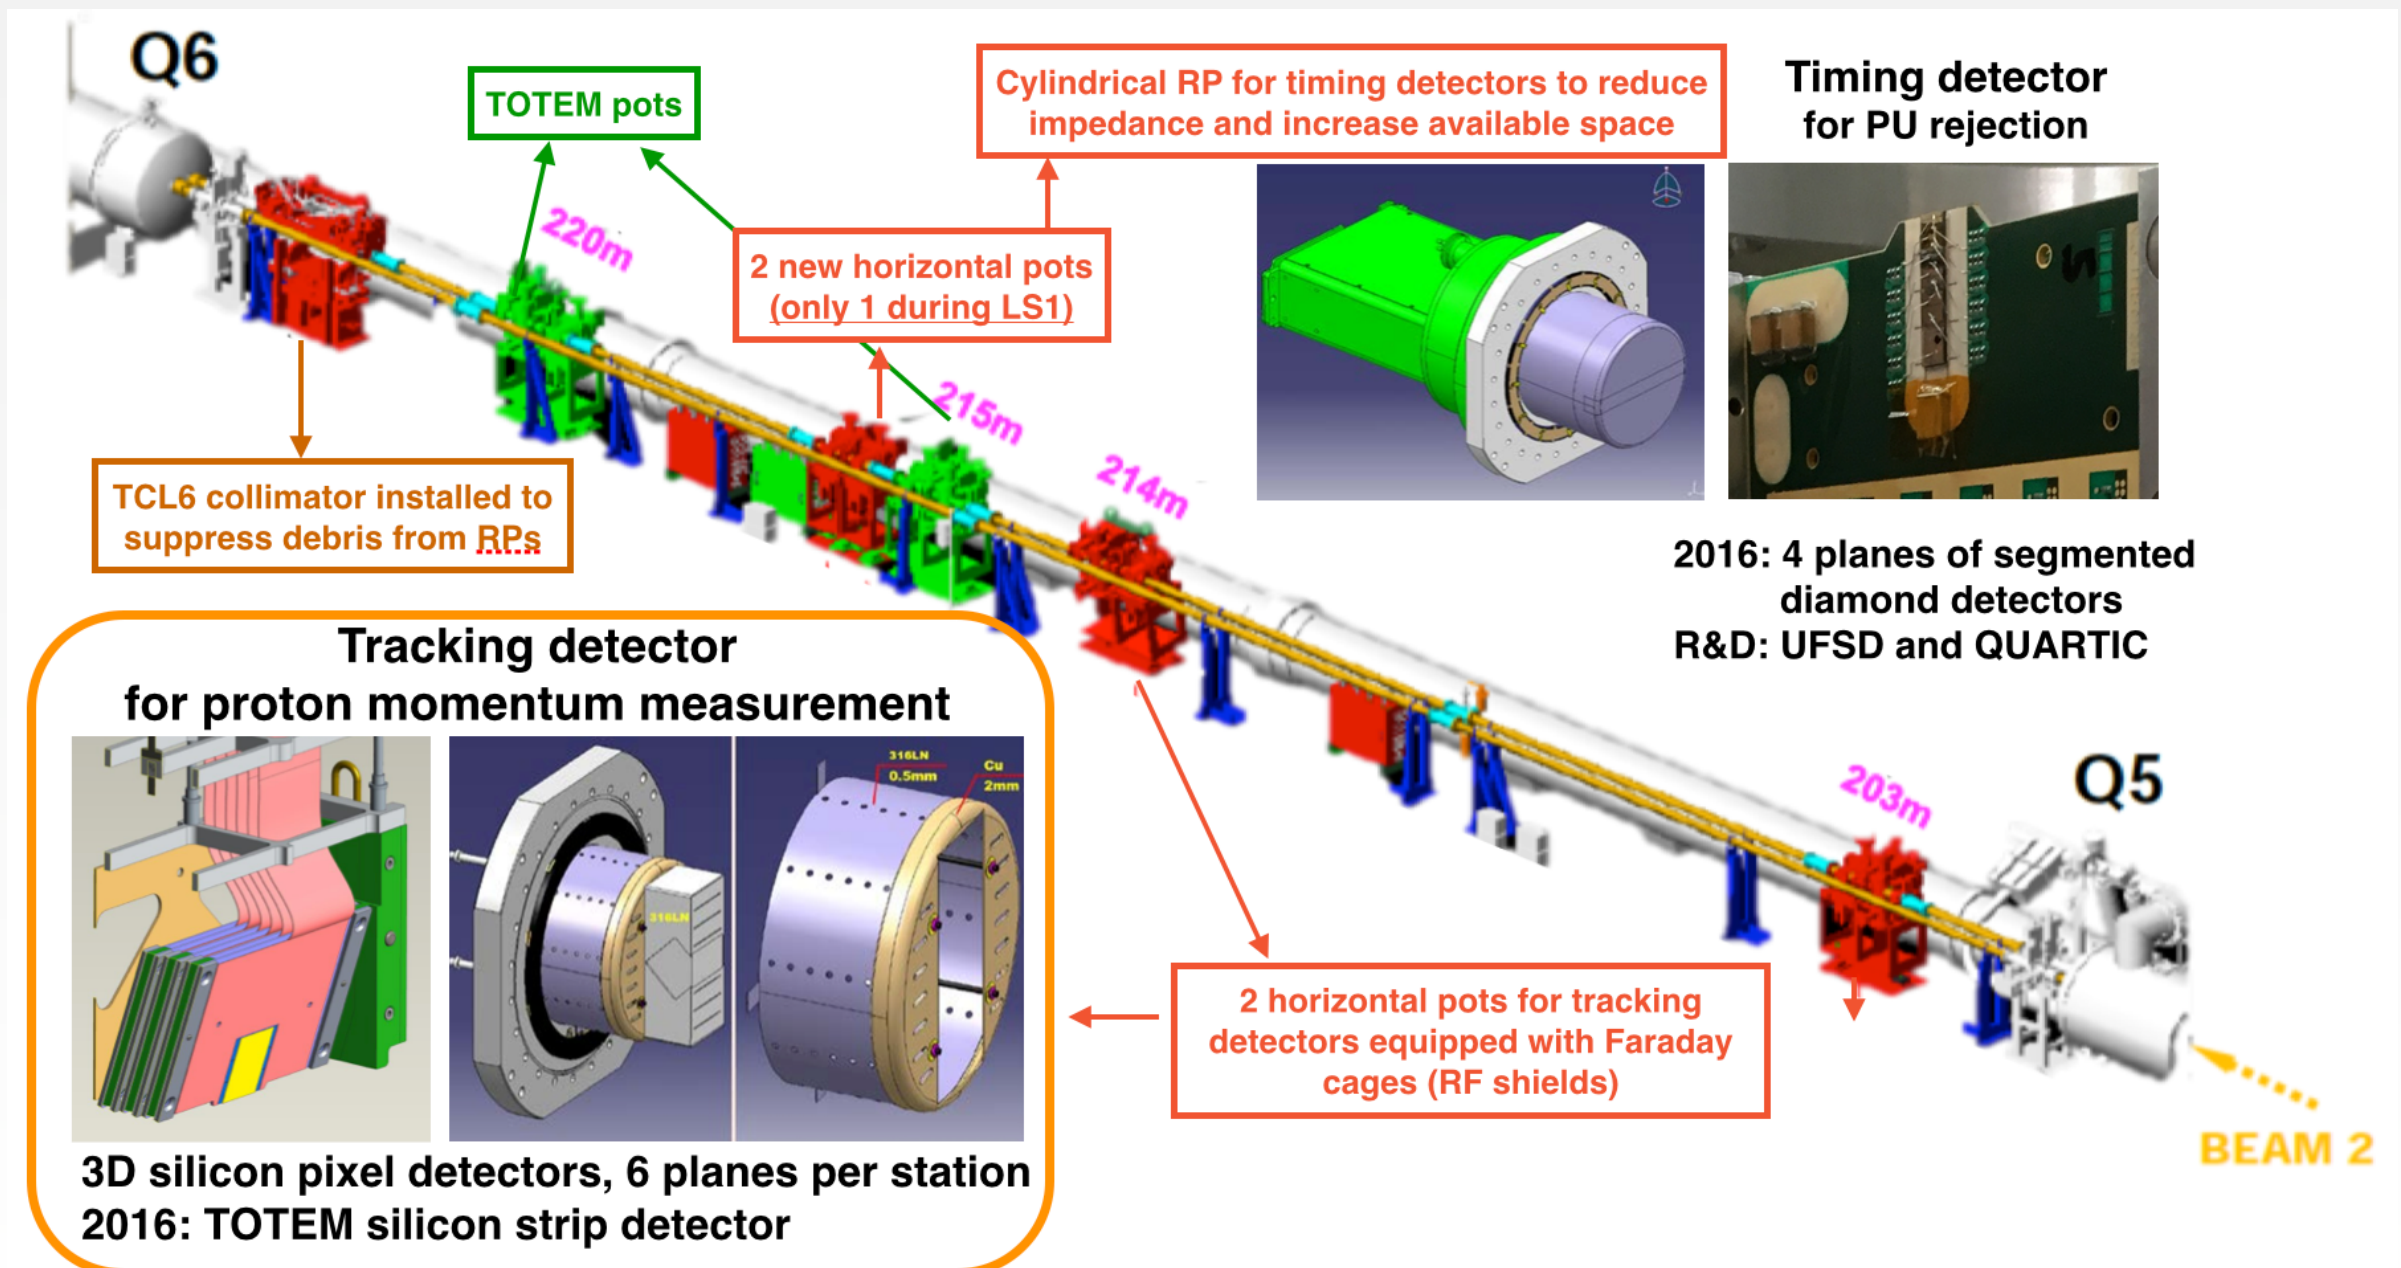 Q6
TOTEM pots
Cylindrical RP for timing detectors to reduce
impedance and increase available space
Timing detector
for PU rejection
220m
2 new horizontal pots
(only 1 during LS1)
215m
214m
TCL6 collimator installed to
suppress debris from RPs
2016: 4 planes of segmented
diamond detectors
R&D: UFSD and QUARTIC
Tracking detector
for proton momentum measurement
316LN
0.5mm
Cu
2mm
316LN
203m
Q5
2 horizontal pots for tracking
detectors equipped with Faraday
cages (RF shields)
BEAM 2
3D silicon pixel detectors, 6 planes per station
2016: TOTEM silicon strip detector